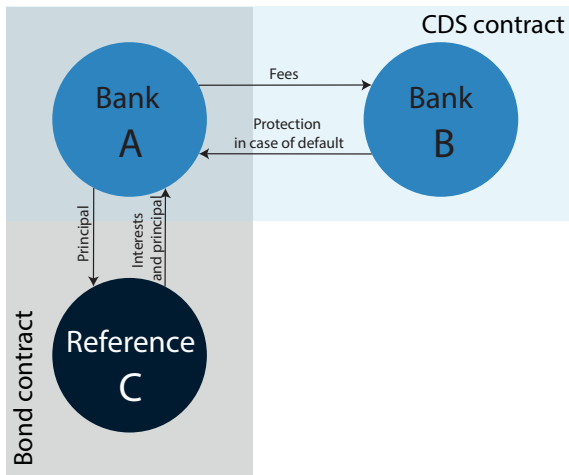 CDS contract
Bank
A
Fees
Protection
in case of default
Bank
B
Principal
Interests
and principal
Reference
C
Bond contract